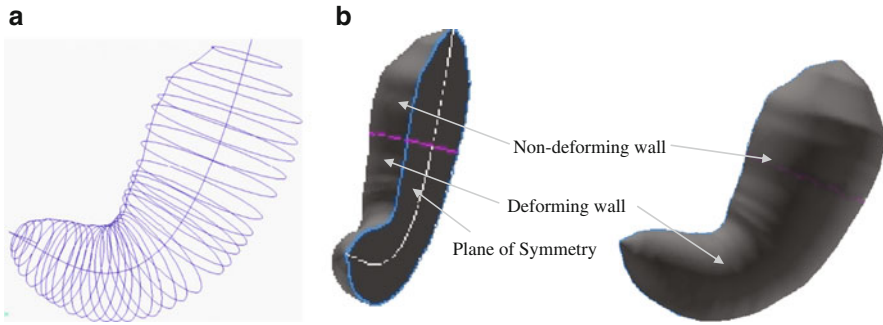 a
b
Non-deforming wall
Deforming wall
Plane of Symmetry